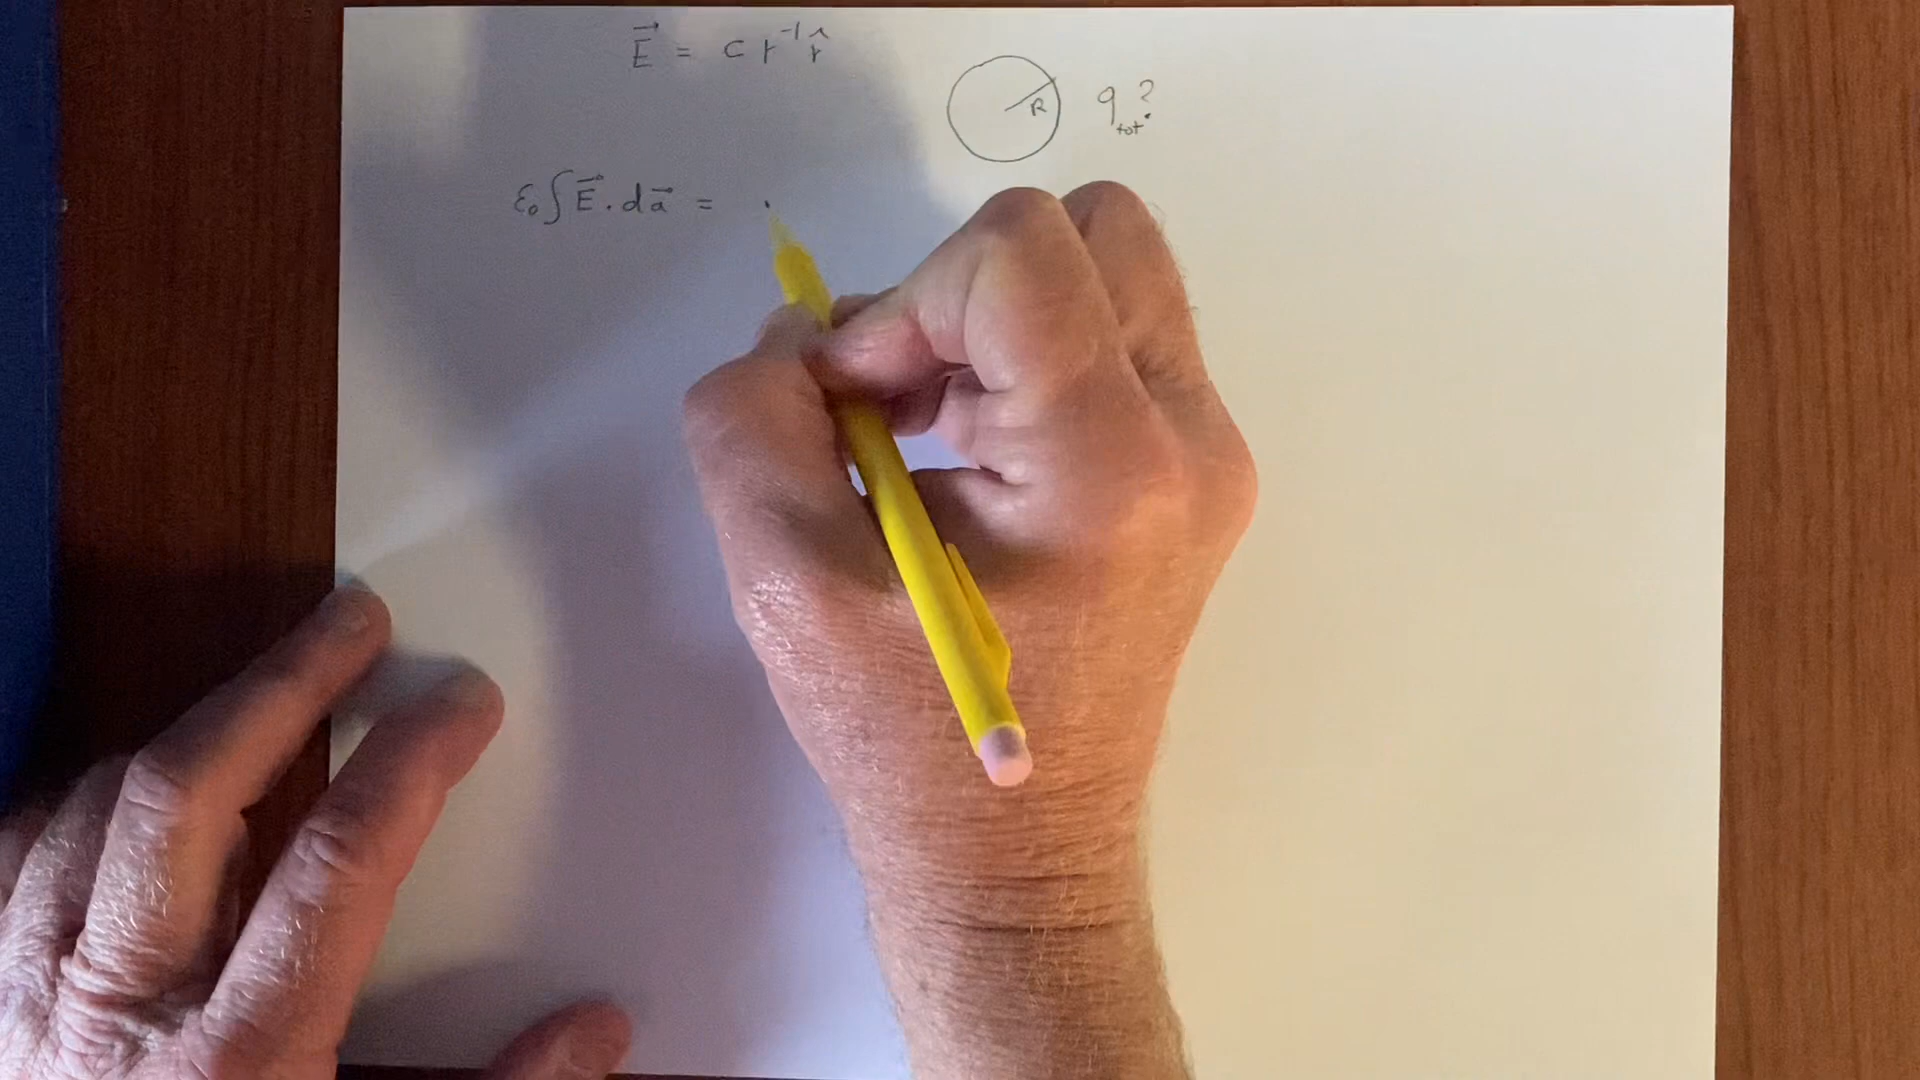 E⃗ = c r⁻¹ r̂
R q_tot?
ε₀∫E⃗ · da⃗ =